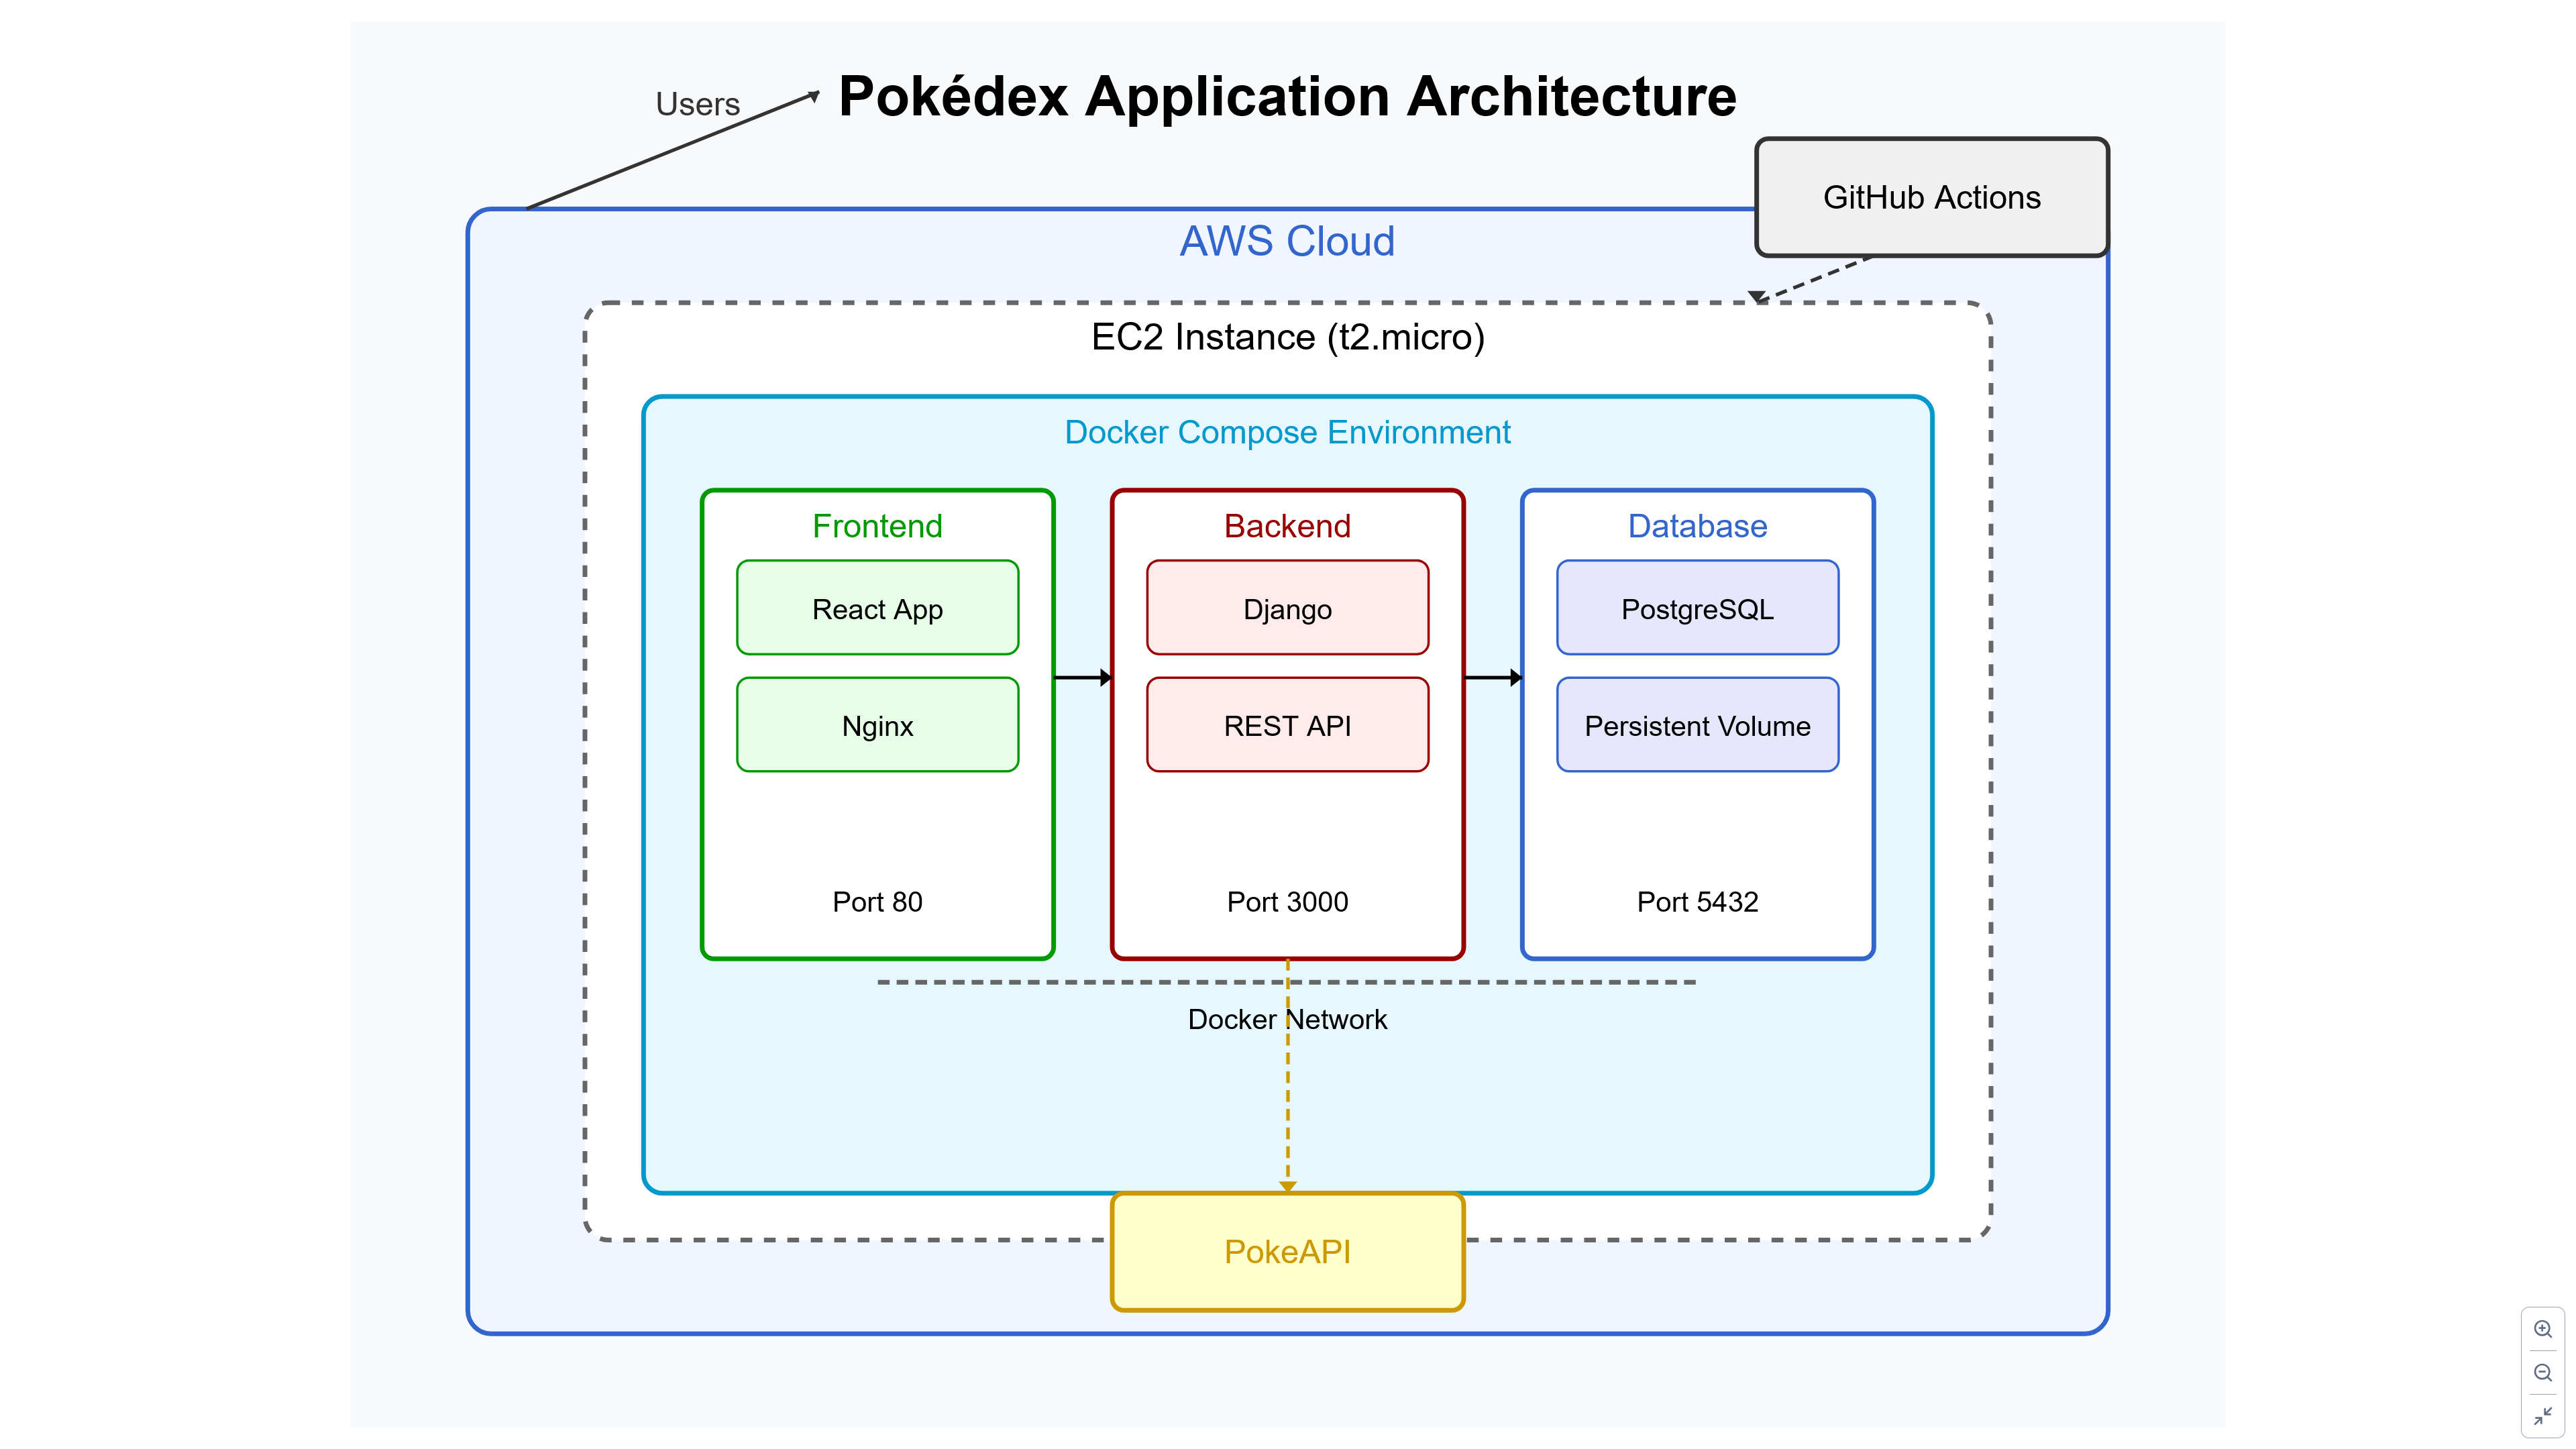 Users
Pokédex Application Architecture
GitHub Actions
AWS Cloud
EC2 Instance (t2.micro)
Docker Compose Environment
Frontend
React App
Nginx
Port 80
Backend
Django
REST API
Port 3000
Database
PostgreSQL
Persistent Volume
Port 5432
Docker Network
PokeAPI